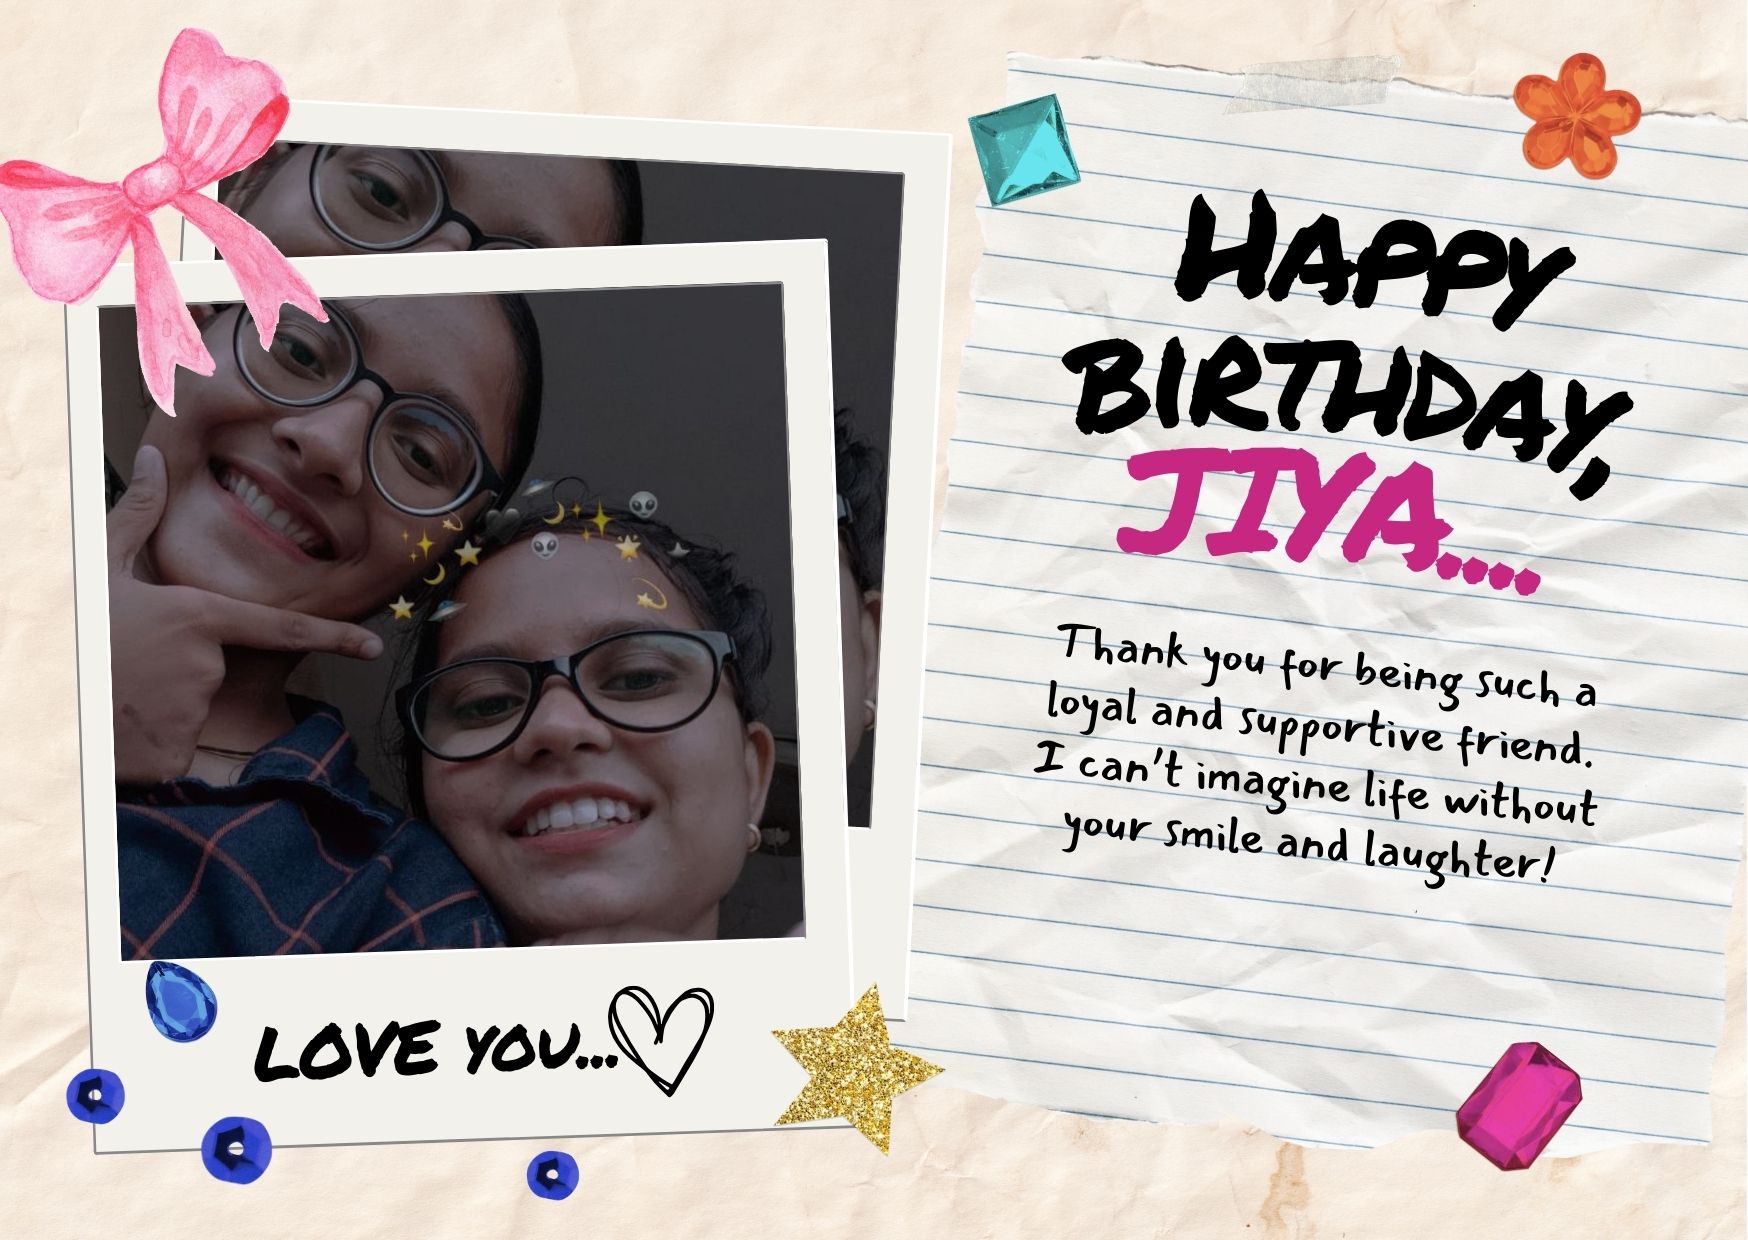 HAPPY
BIRTHDAY,
JIYA....
Thank you for being such a
loyal and supportive friend.
I can't imagine life without
your smile and laughter!
LOVE YOU...